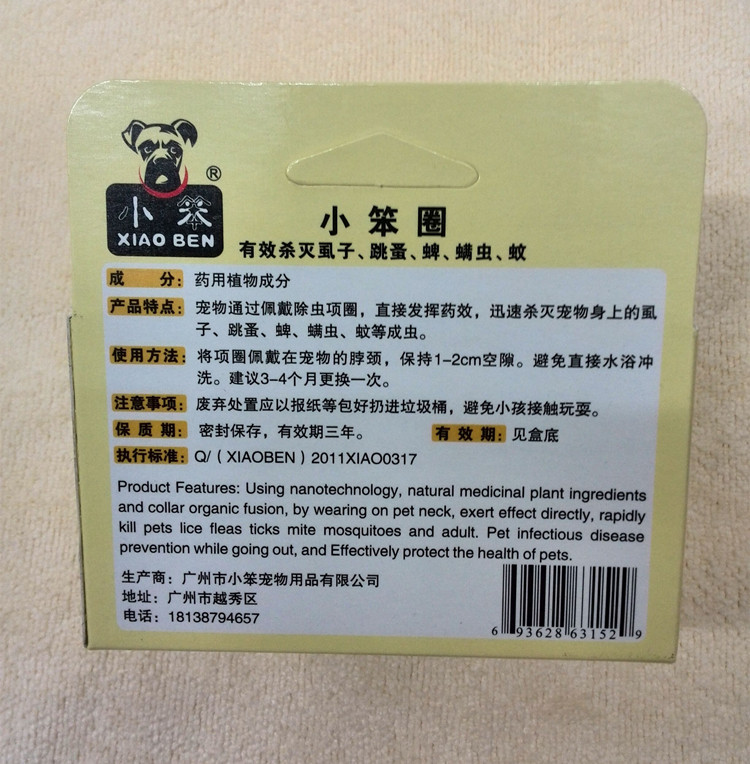 ®
小笨
XIAO BEN
小笨圈
有效杀灭虱子、跳蚤、蜱、螨虫、蚊
成 分: 药用植物成分
产品特点: 宠物通过佩戴除虫项圈，直接发挥药效，迅速杀灭宠物身上的虱
子、跳蚤、蜱、螨虫、蚊等成虫。
使用方法: 将项圈佩戴在宠物的脖颈，保持1-2cm空隙。避免直接水浴冲
洗。建议3-4个月更换一次。
注意事项: 废弃处置应以报纸等包好扔进垃圾桶，避免小孩接触玩耍。
保 质 期: 密封保存，有效期三年。 有 效 期: 见盒底
执行标准: Q/（XIAOBEN）2011XIAO0317
Product Features: Using nanotechnology, natural medicinal plant ingredients
and collar organic fusion, by wearing on pet neck, exert effect directly, rapidly
kill pets lice fleas ticks mite mosquitoes and adult. Pet infectious disease
prevention while going out, and Effectively protect the health of pets.
生产商: 广州市小笨宠物用品有限公司
地址: 广州市越秀区
电话: 18138794657
6 93628 63152 9